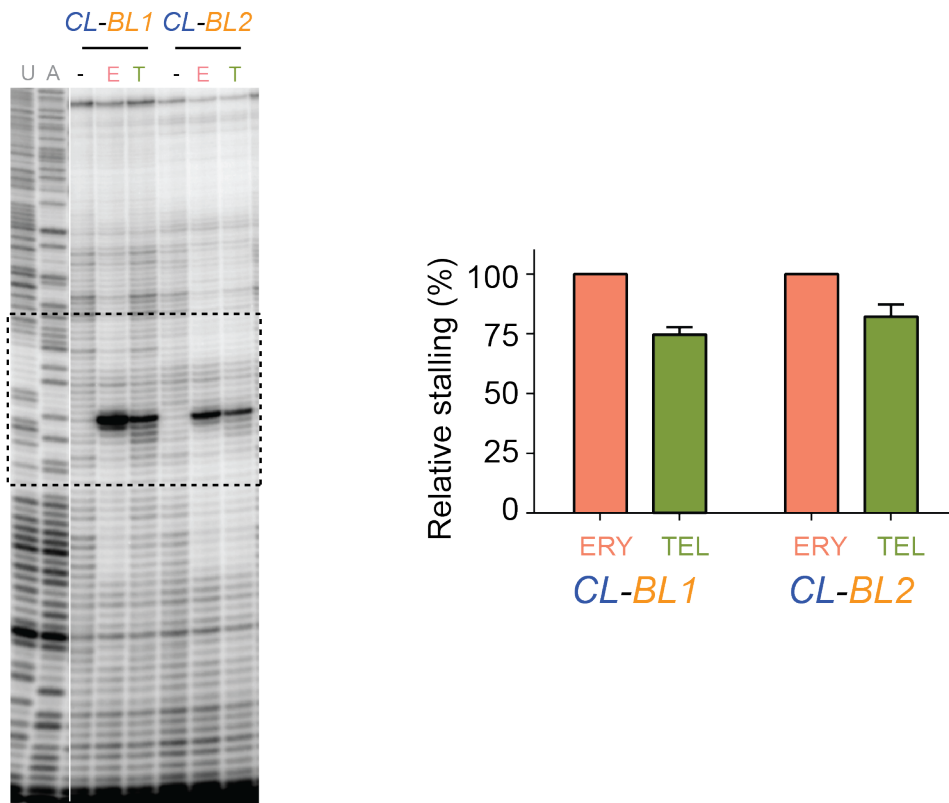 CL-BL1 CL-BL2
U A - E T - E T
Relative stalling (%)
100
75
50
25
0
ERY TEL ERY TEL
CL-BL1 CL-BL2